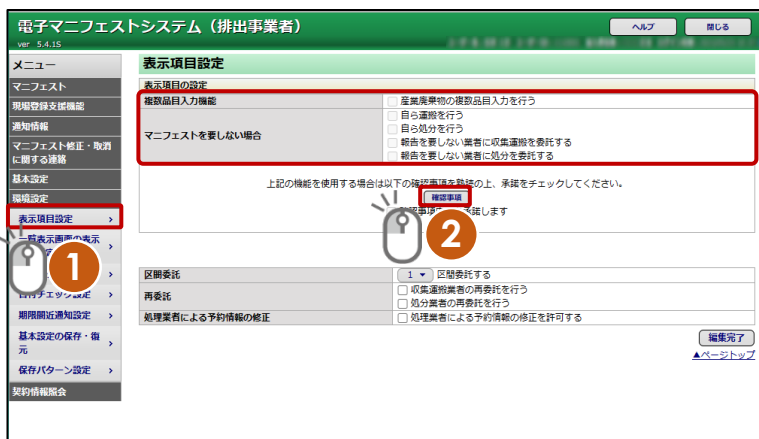 電子マニフェストシステム（排出事業者）
ver 5.4.1S
ヘルプ
閉じる
メニュー
マニフェスト
現場登録支援機能
通知情報
マニフェスト修正・取消
に関する連絡
基本設定
環境設定
表示項目設定 >
一覧表示画面の表示 >
1
>
日付チェック設定 >
期限間近通知設定 >
基本設定の保存・復
元 >
保存パターン設定 >
契約情報照会
表示項目設定
表示項目の設定
複数品目入力機能
産業廃棄物の複数品目入力を行う
マニフェストを要しない場合
自ら運搬を行う
自ら処分を行う
報告を要しない業者に収集運搬を委託する
報告を要しない業者に処分を委託する
上記の機能を使用する場合は以下の確認事項を熟読の上、承諾をチェックしてください。
確認事項
承諾します
2
区間委託
1 ▼ 区間委託する
再委託
収集運搬業者の再委託を行う
処分業者の再委託を行う
処理業者による予約情報の修正
処理業者による予約情報の修正を許可する
編集完了
▲ページトップ